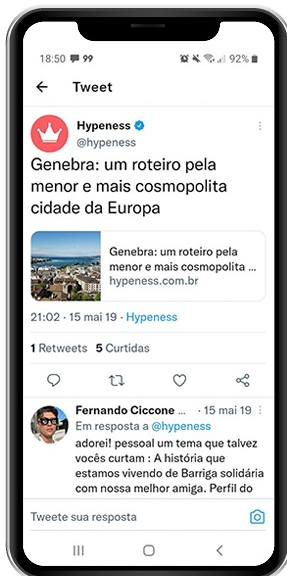 18:50 99 92%
Tweet
Hypeness
@hypeness
Genebra: um roteiro pela
menor e mais cosmopolita
cidade da Europa
Genebra: um roteiro pela
menor e mais cosmopolita ...
hypeness.com.br
21:02 · 15 mai 19 · Hypeness
1 Retweets 5 Curtidas
Fernando Ciccone ... · 15 mai 19
Em resposta a @hypeness
adorei! pessoal um tema que talvez
vocês curtam : A história que
estamos vivendo de Barriga solidária
com nossa melhor amiga. Perfil do
Tweete sua resposta